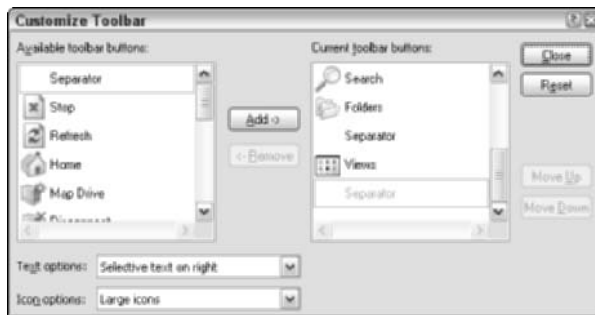 Customize Toolbar
Available toolbar buttons:
Separator
Stop
Refresh
Home
Map Drive
Disconnect
Add ->
<- Remove
Current toolbar buttons:
Search
Folders
Separator
Views
Separator
Close
Reset
Move Up
Move Down
Text options:
Selective text on right
Icon options:
Large icons